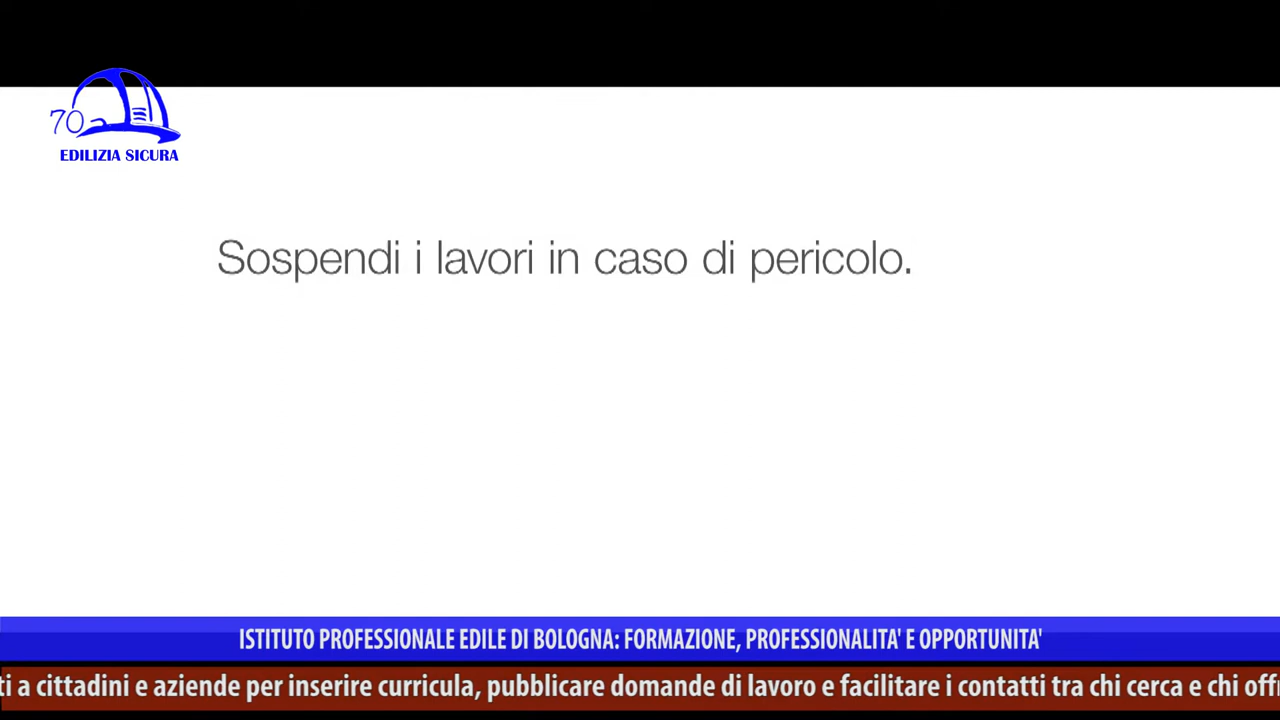 70
EDILIZIA SICURA
Sospendi i lavori in caso di pericolo.
ISTITUTO PROFESSIONALE EDILE DI BOLOGNA: FORMAZIONE, PROFESSIONALITA' E OPPORTUNITA'
a cittadini e aziende per inserire curricula, pubblicare domande di lavoro e facilitare i contatti tra chi cerca e chi